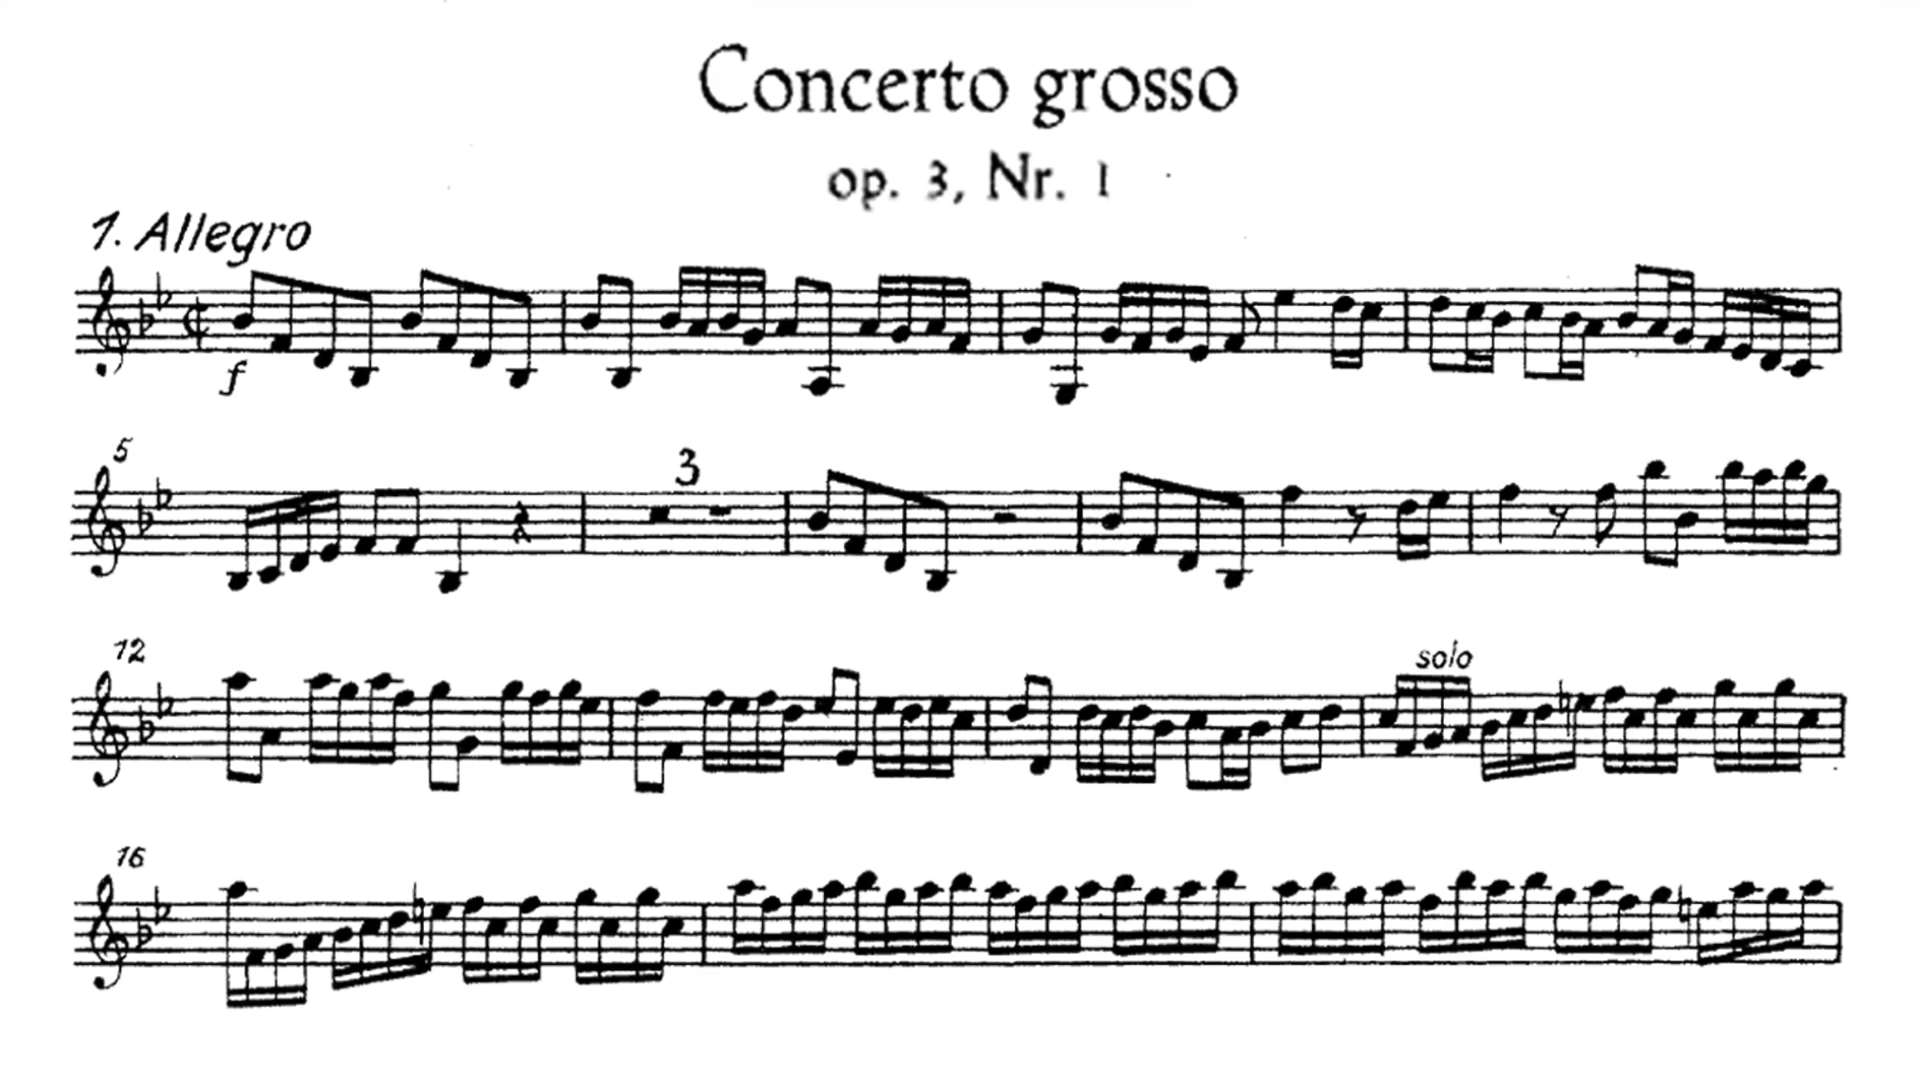 Concerto grosso
op. 3, Nr. 1
1. Allegro
f
5
3
12
solo
16